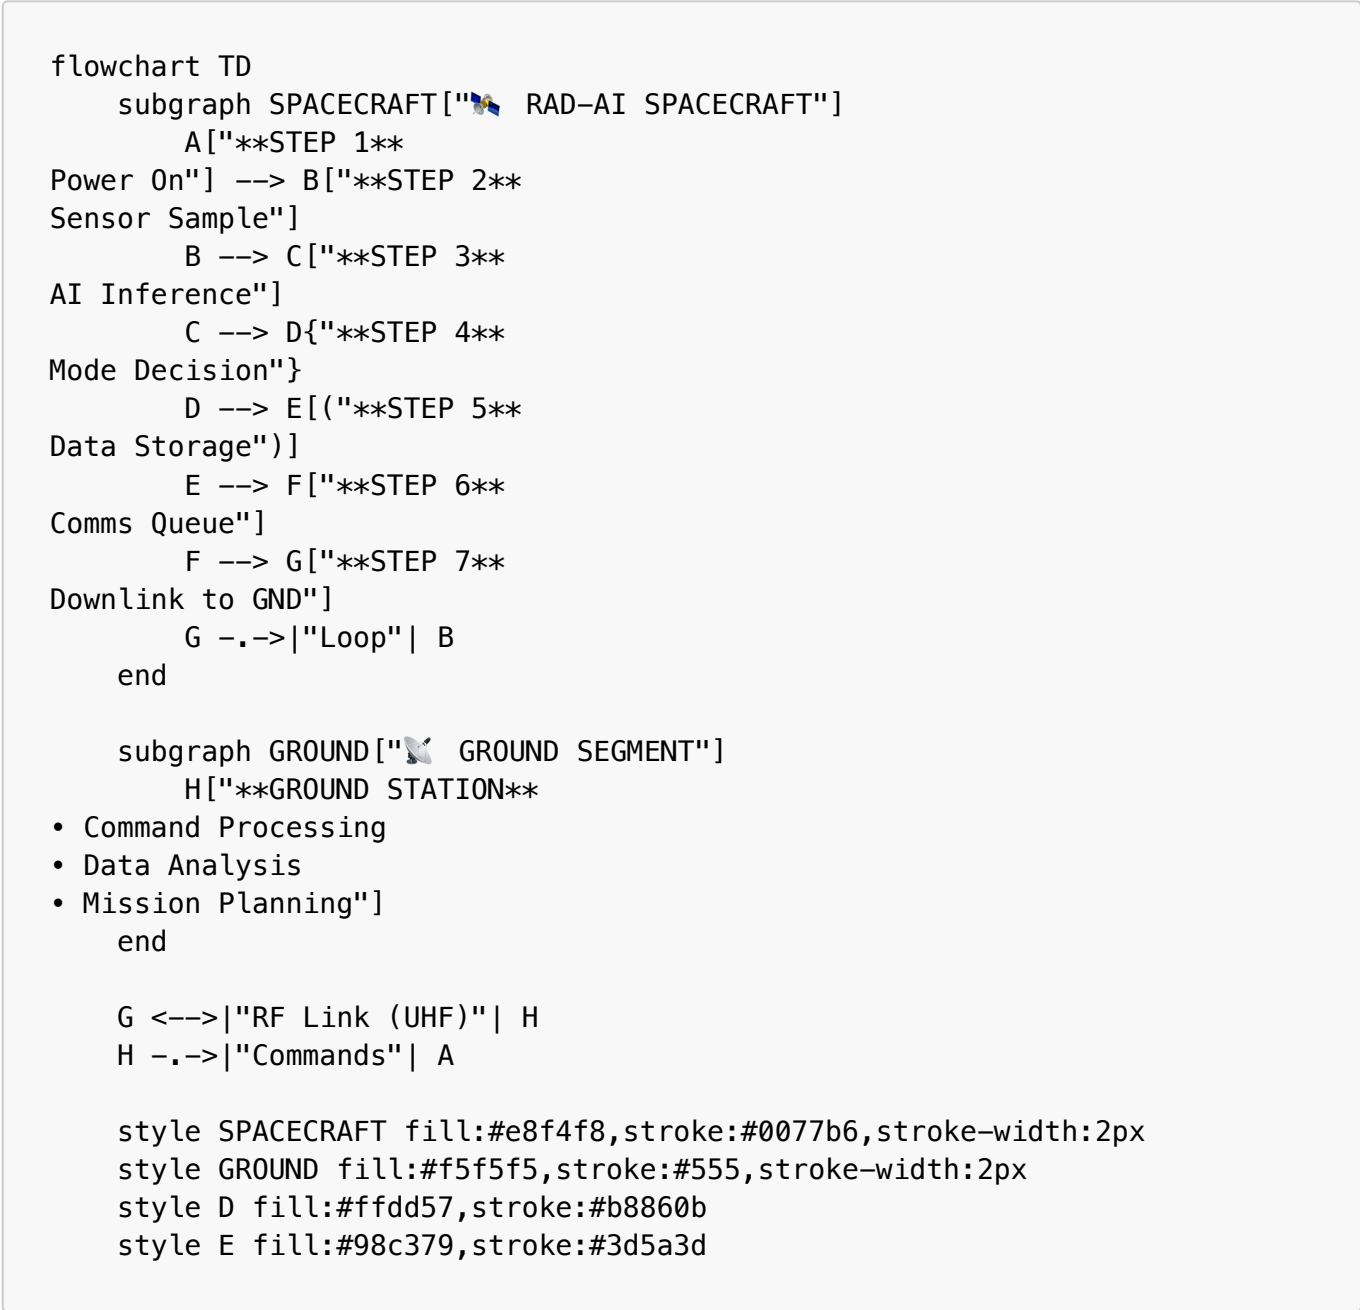 flowchart TD
    subgraph SPACECRAFT["🛰️ RAD-AI SPACECRAFT"]
        A["**STEP 1**
Power On"] --> B["**STEP 2**
Sensor Sample"]
        B --> C["**STEP 3**
AI Inference"]
        C --> D{"**STEP 4**
Mode Decision"}
        D --> E[("**STEP 5**
Data Storage")]
        E --> F["**STEP 6**
Comms Queue"]
        F --> G["**STEP 7**
Downlink to GND"]
        G -.->|"Loop"| B
    end

    subgraph GROUND["📡 GROUND SEGMENT"]
        H["**GROUND STATION**
• Command Processing
• Data Analysis
• Mission Planning"]
    end

    G <-->|"RF Link (UHF)"| H
    H -.->|"Commands"| A

    style SPACECRAFT fill:#e8f4f8,stroke:#0077b6,stroke-width:2px
    style GROUND fill:#f5f5f5,stroke:#555,stroke-width:2px
    style D fill:#ffdd57,stroke:#b8860b
    style E fill:#98c379,stroke:#3d5a3d